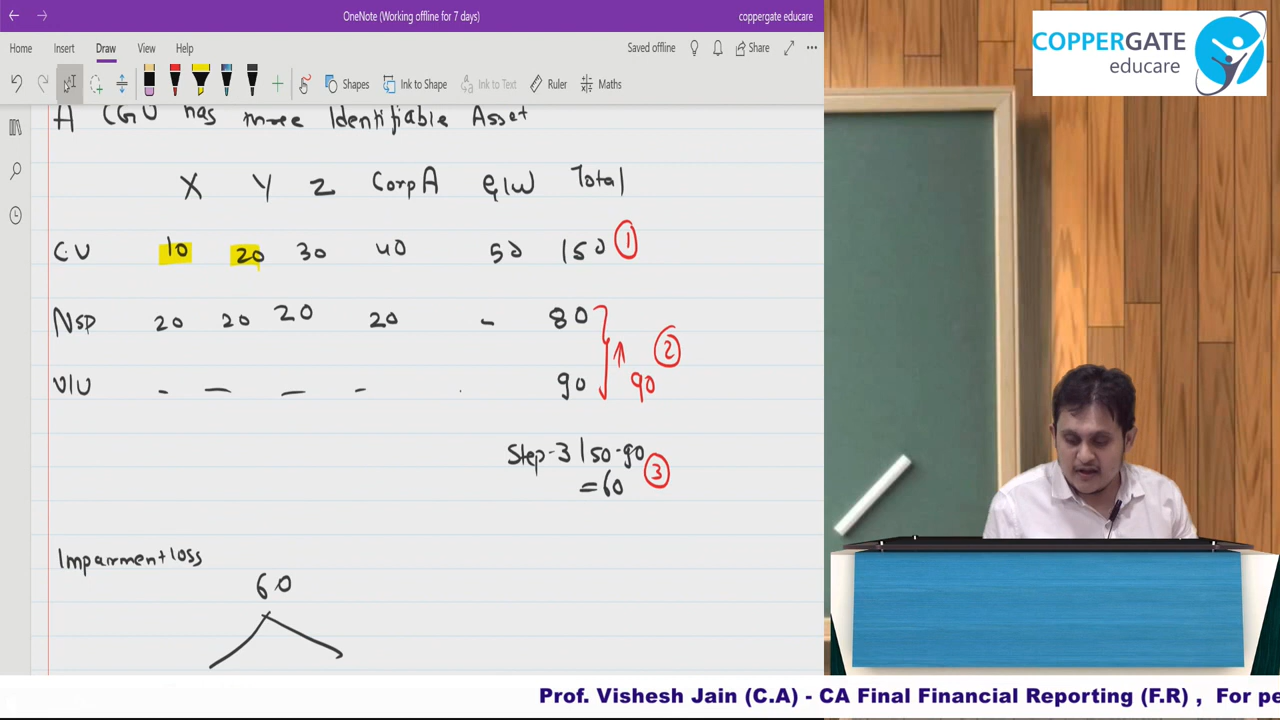 OneNote (Working offline for 7 days)
coppergate educare
Home Insert Draw View Help
Saved offline Share
Shapes Ink to Shape Ink to Text Ruler Maths
A CGU has three Identifiable Asset
X Y Z CorpA G/W Total
C.V 10 20 30 40 50 150 1
NSP 20 20 20 20 - 80 2
VIU - - - - 90 90
Step-3 150-90 3
=60
Impairment loss
60
COPPERGATE
educare
Prof. Vishesh Jain (C.A) - CA Final Financial Reporting (F.R) , For pe